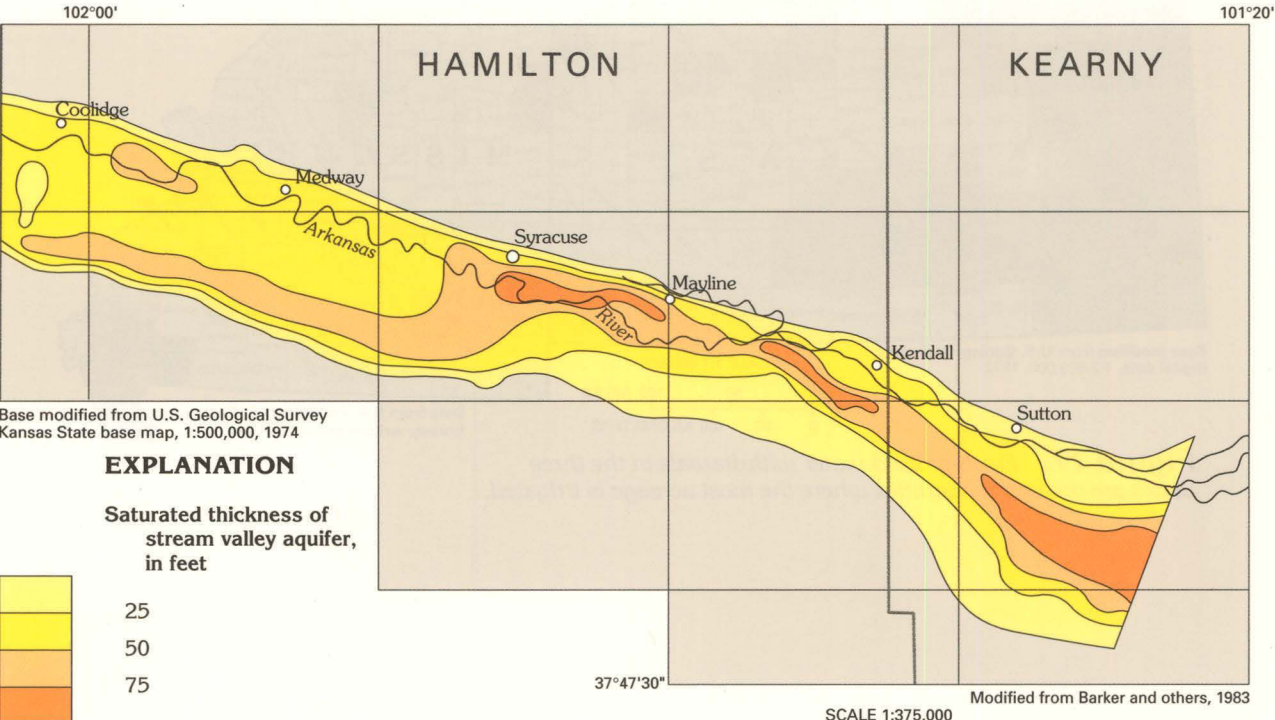 102°00'
101°20'
HAMILTON
KEARNY
Coolidge
Medway
Arkansas
Syracuse
Mayline
River
Kendall
Sutton
Base modified from U.S. Geological Survey
Kansas State base map, 1:500,000, 1974
EXPLANATION
Saturated thickness of
stream valley aquifer,
in feet
25
50
75
37°47'30"
Modified from Barker and others, 1983
SCALE 1:375,000